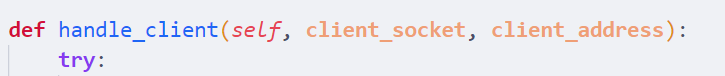 def handle_client(self, client_socket, client_address):
    try: